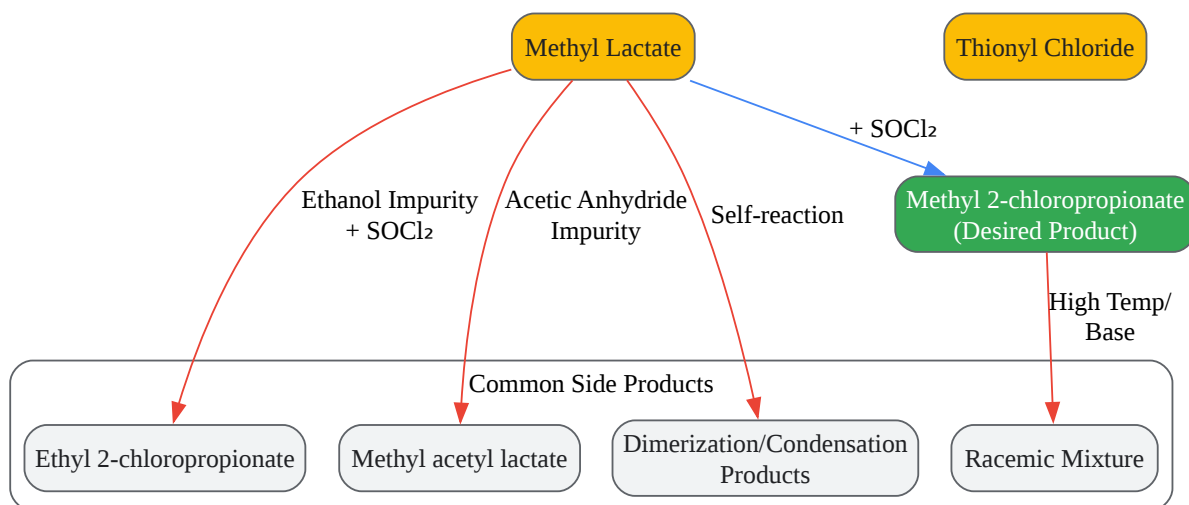 Methyl Lactate
Thionyl Chloride
+ SOCl₂
Ethanol Impurity
+ SOCl₂
Acetic Anhydride
Impurity
Self-reaction
Methyl 2-chloropropionate
(Desired Product)
High Temp/
Base
Common Side Products
Ethyl 2-chloropropionate
Methyl acetyl lactate
Dimerization/Condensation
Products
Racemic Mixture